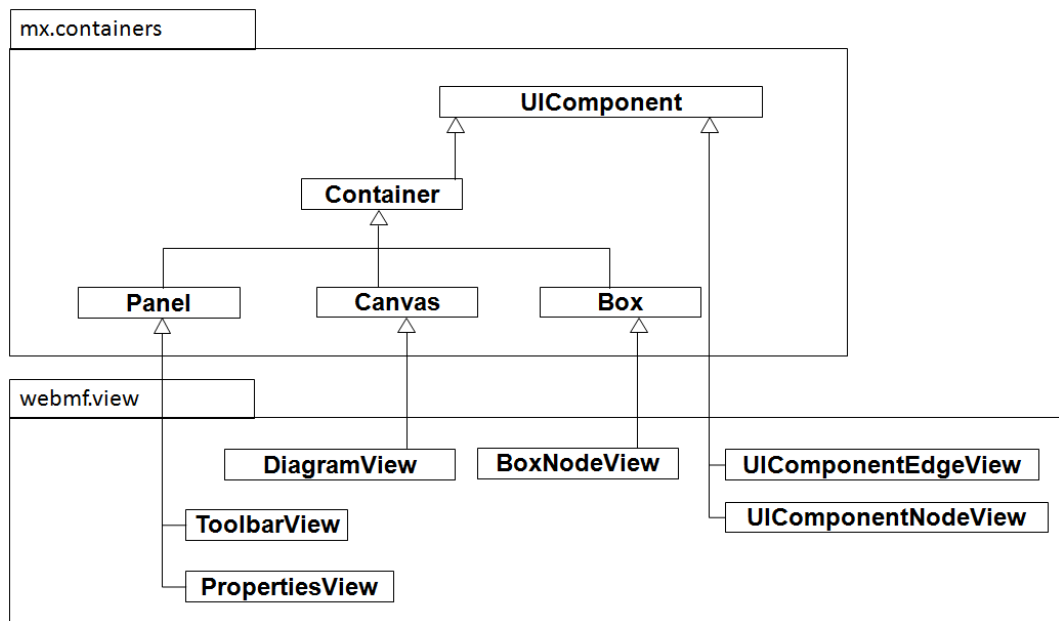 mx.containers
UIComponent
Container
Panel
Canvas
Box
webmf.view
DiagramView
BoxNodeView
UIComponentEdgeView
ToolbarView
UIComponentNodeView
PropertiesView